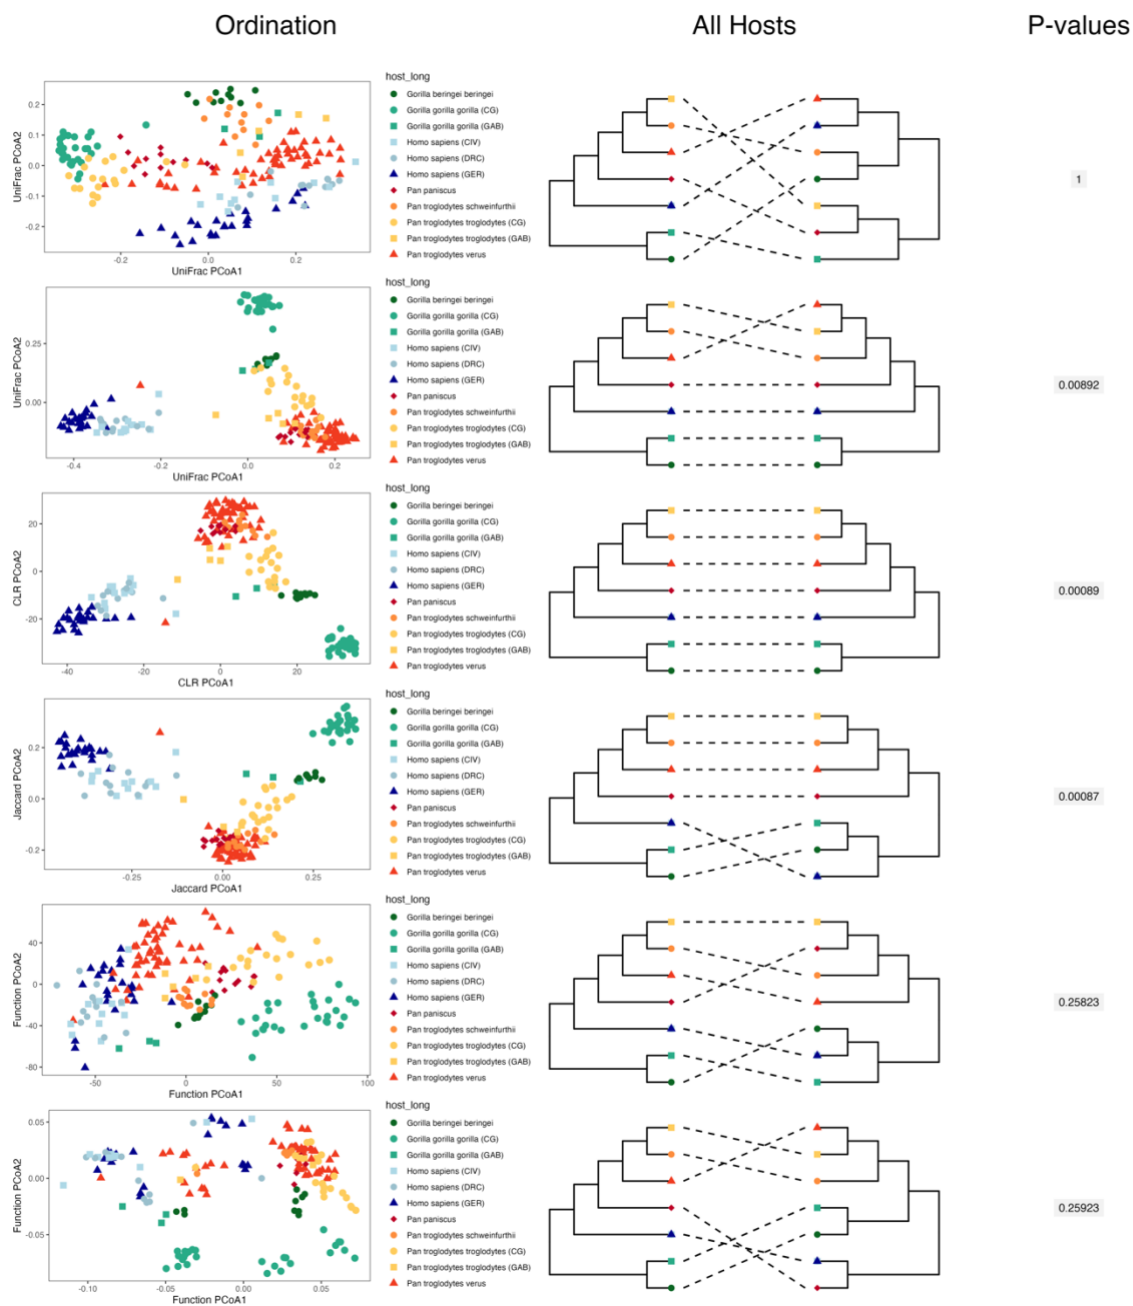 Ordination
All Hosts
P-values
host_long
Gorilla beringei beringei
Gorilla gorilla gorilla (CG)
Gorilla gorilla gorilla (GAB)
Homo sapiens (CIV)
Homo sapiens (DRC)
Homo sapiens (GER)
Pan paniscus
Pan troglodytes schweinfurthii
Pan troglodytes troglodytes (CG)
Pan troglodytes troglodytes (GAB)
Pan troglodytes verus
UniFrac PCoA2
0.2
0.1
0.0
-0.1
-0.2
-0.2
0.0
0.2
UniFrac PCoA1
1
host_long
Gorilla beringei beringei
Gorilla gorilla gorilla (CG)
Gorilla gorilla gorilla (GAB)
Homo sapiens (CIV)
Homo sapiens (DRC)
Homo sapiens (GER)
Pan paniscus
Pan troglodytes schweinfurthii
Pan troglodytes troglodytes (CG)
Pan troglodytes troglodytes (GAB)
Pan troglodytes verus
UniFrac PCoA2
0.25
0.00
-0.4
-0.2
0.0
0.2
UniFrac PCoA1
0.00892
host_long
Gorilla beringei beringei
Gorilla gorilla gorilla (CG)
Gorilla gorilla gorilla (GAB)
Homo sapiens (CIV)
Homo sapiens (DRC)
Homo sapiens (GER)
Pan paniscus
Pan troglodytes schweinfurthii
Pan troglodytes troglodytes (CG)
Pan troglodytes troglodytes (GAB)
Pan troglodytes verus
CLR PCoA2
20
0
-20
-40
-20
0
20
CLR PCoA1
0.00089
host_long
Gorilla beringei beringei
Gorilla gorilla gorilla (CG)
Gorilla gorilla gorilla (GAB)
Homo sapiens (CIV)
Homo sapiens (DRC)
Homo sapiens (GER)
Pan paniscus
Pan troglodytes schweinfurthii
Pan troglodytes troglodytes (CG)
Pan troglodytes troglodytes (GAB)
Pan troglodytes verus
Jaccard PCoA2
0.2
0.0
-0.2
-0.25
0.00
0.25
Jaccard PCoA1
0.00087
host_long
Gorilla beringei beringei
Gorilla gorilla gorilla (CG)
Gorilla gorilla gorilla (GAB)
Homo sapiens (CIV)
Homo sapiens (DRC)
Homo sapiens (GER)
Pan paniscus
Pan troglodytes schweinfurthii
Pan troglodytes troglodytes (CG)
Pan troglodytes troglodytes (GAB)
Pan troglodytes verus
Function PCoA2
40
0
-40
-80
-50
0
50
100
Function PCoA1
0.25823
host_long
Gorilla beringei beringei
Gorilla gorilla gorilla (CG)
Gorilla gorilla gorilla (GAB)
Homo sapiens (CIV)
Homo sapiens (DRC)
Homo sapiens (GER)
Pan paniscus
Pan troglodytes schweinfurthii
Pan troglodytes troglodytes (CG)
Pan troglodytes troglodytes (GAB)
Pan troglodytes verus
Function PCoA2
0.05
0.00
-0.05
-0.10
-0.05
0.00
0.05
Function PCoA1
0.25923